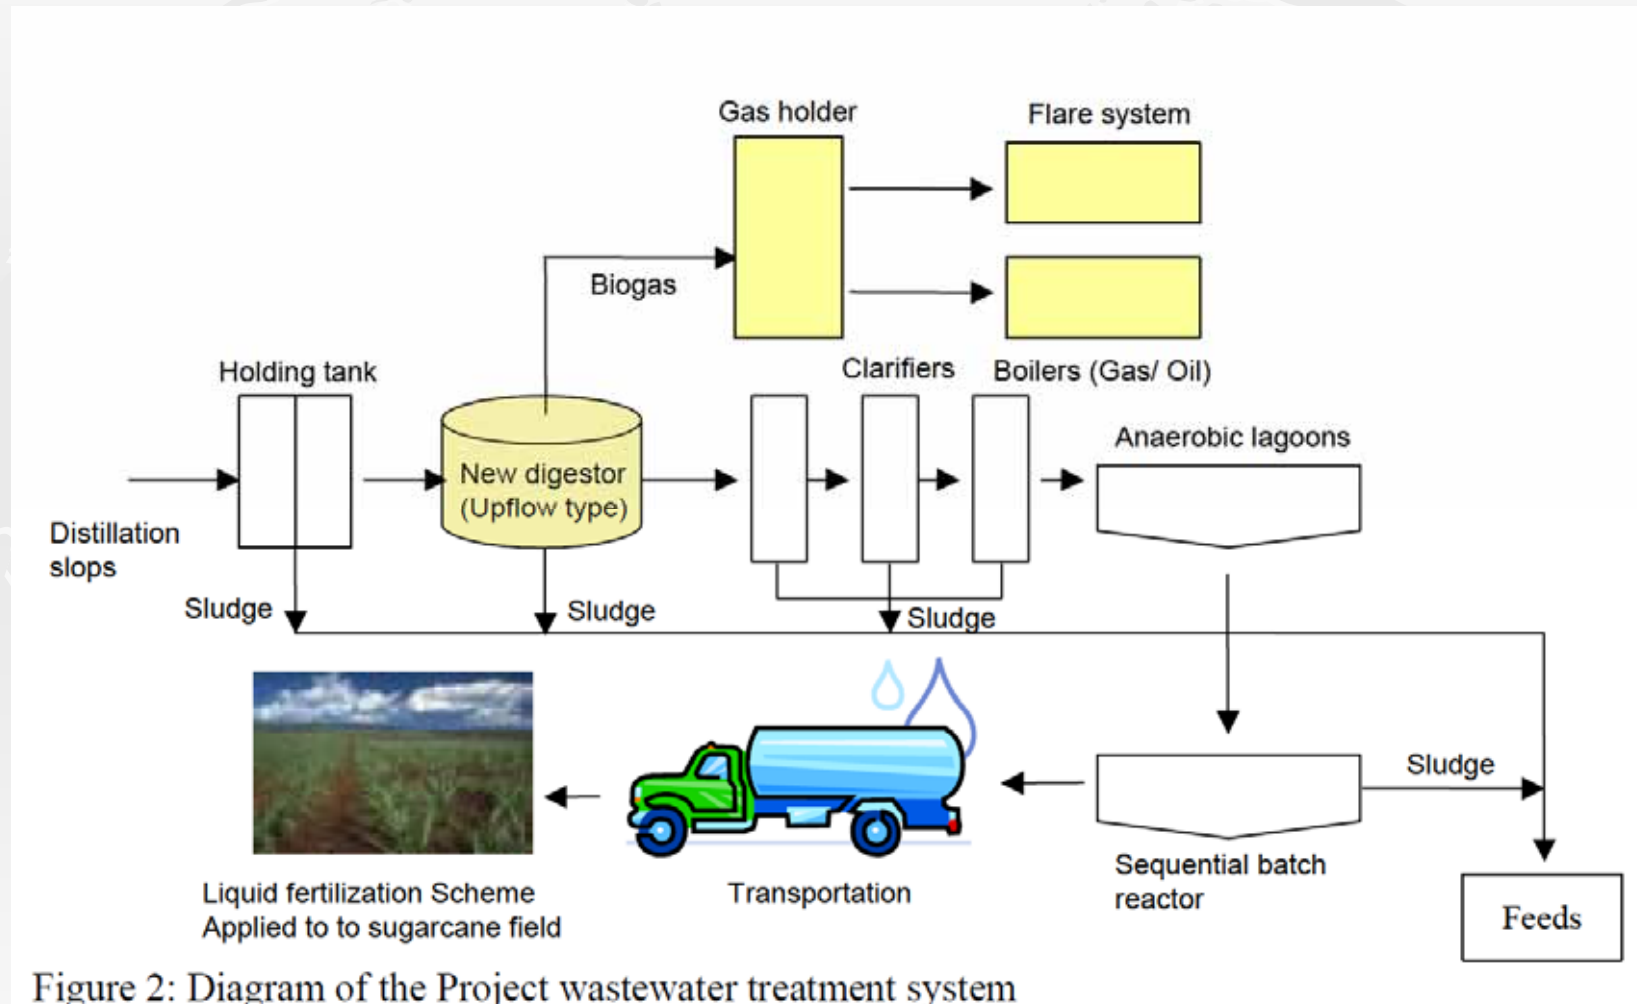 Gas holder
Flare system
Biogas
Holding tank
Clarifiers
Boilers (Gas/ Oil)
New digestor
(Upflow type)
Anaerobic lagoons
Distillation
slops
Sludge
Sludge
Sludge
Sludge
Sequential batch
reactor
Transportation
Liquid fertilization Scheme
Applied to to sugarcane field
Feeds
Figure 2: Diagram of the Project wastewater treatment system